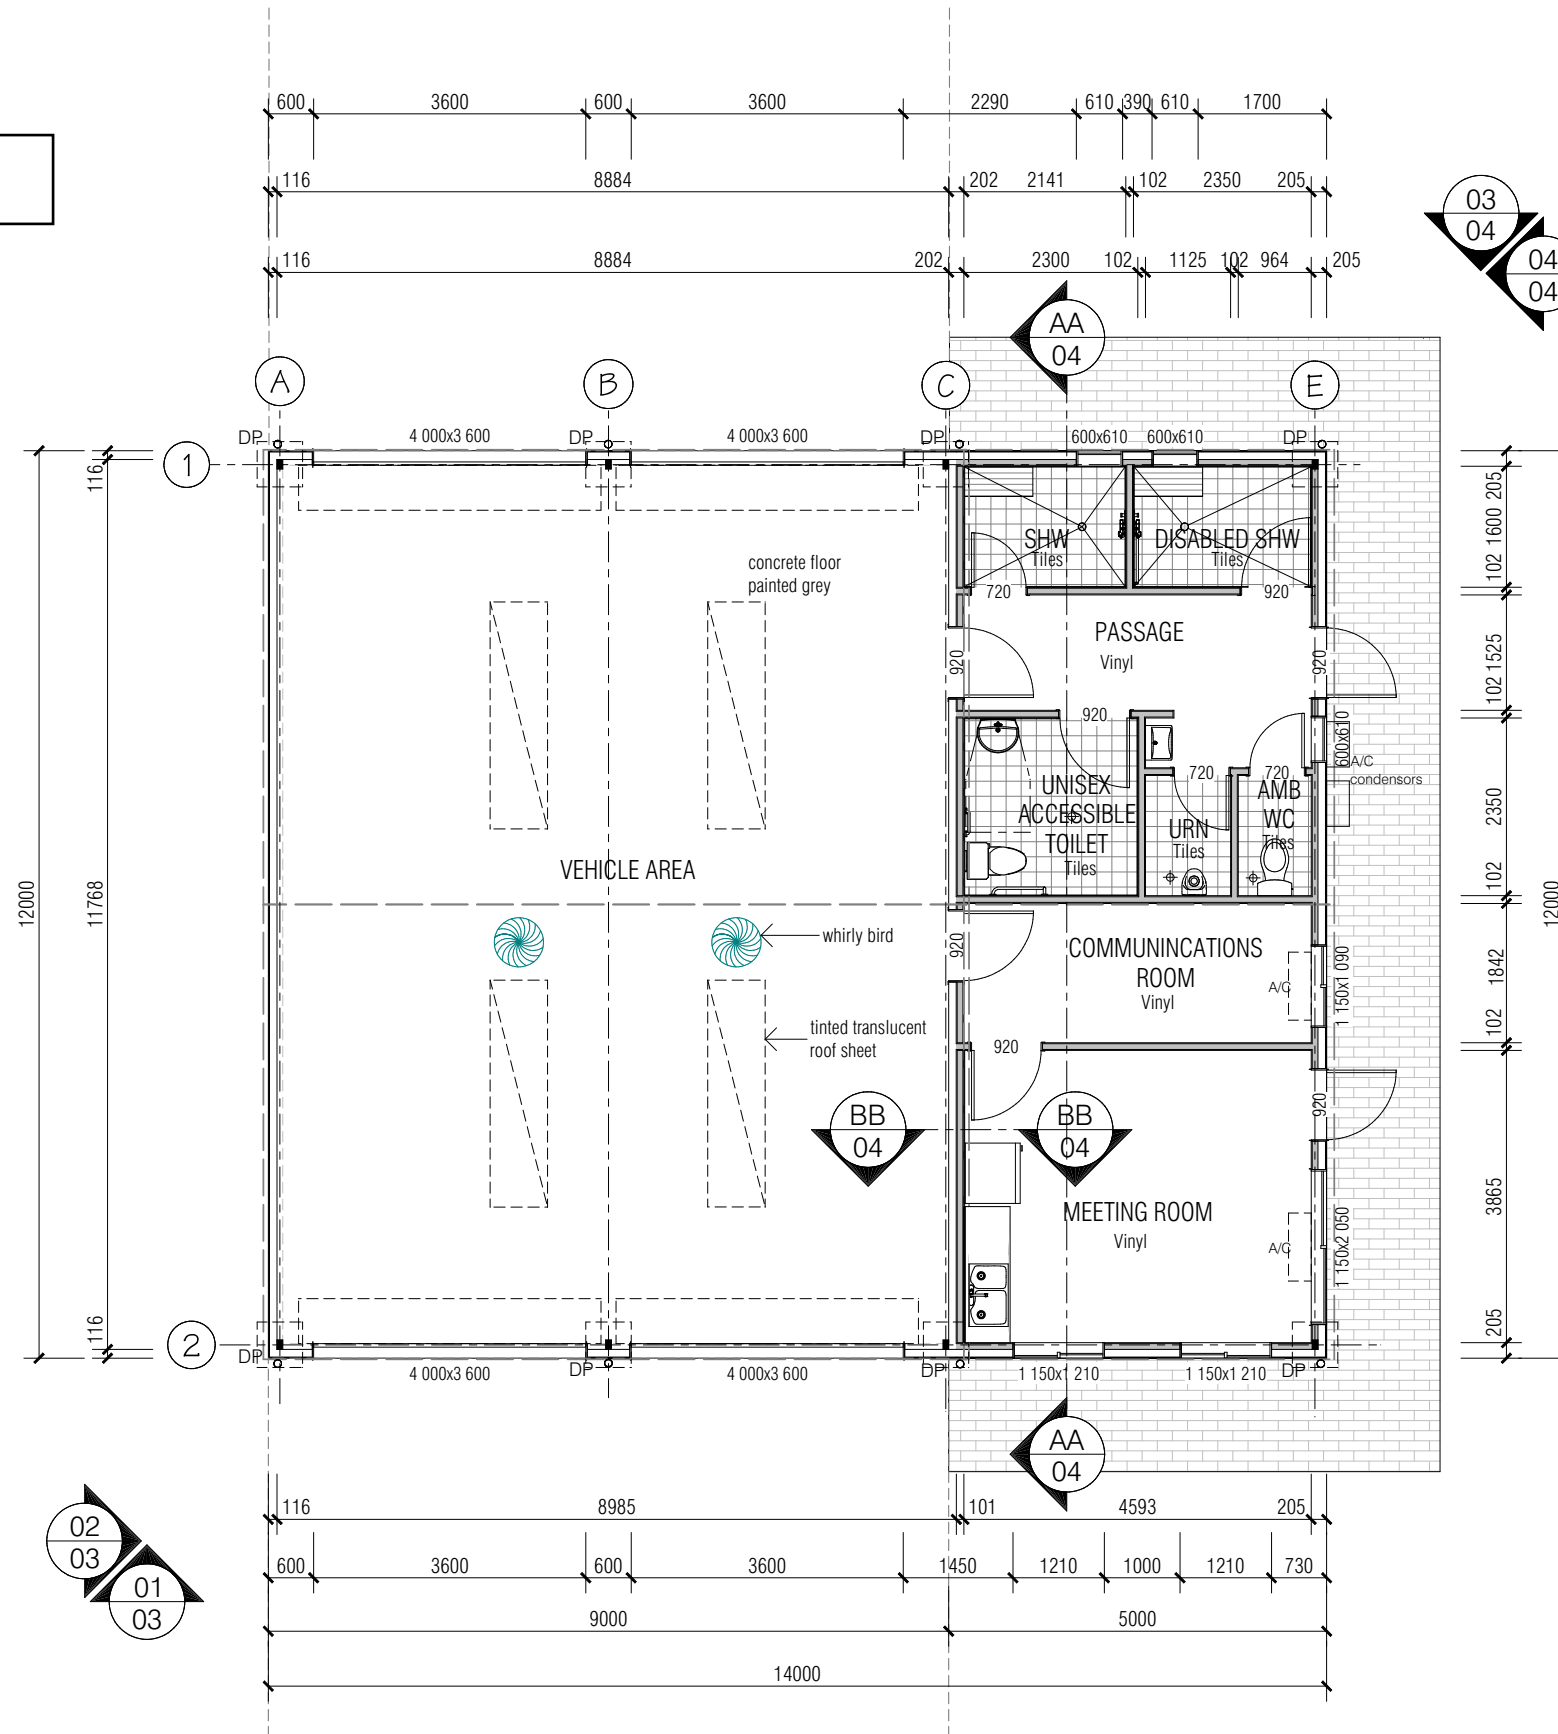 600 3600 600 3600 2290 610 390 610 1700
116 8884 202 2141 102 2350 205
116 8884 202 2300 102 1125 102 964 205
03
04
04
04
AA
04
A B C E
DP 4 000x3 600 DP 4 000x3 600 DP 600x610 600x610 DP
1
116
205
1600
102
SHW
Tiles
DISABLED SHW
Tiles
concrete floor
painted grey
720 920
PASSAGE
Vinyl
920 920
1525
102
920
600x610
A/C
condensors
720 720
UNISEX
ACCESSIBLE
TOILET
Tiles
URN
Tiles
AMB
WC
Tiles
2350
102
VEHICLE AREA
12000
11768
12000
whirly bird
920
COMMUNINCATIONS
ROOM
Vinyl
A/C
1 150x1 090
1842
102
tinted translucent
roof sheet
920
BB
04
BB
04
920
MEETING ROOM
Vinyl
A/C
1 150x2 050
3865
205
116
2
DP 4 000x3 600 DP 4 000x3 600 DP 1 150x1 210 1 150x1 210 DP
AA
04
116 8985 101 4593 205
02
03
01
03
600 3600 600 3600 1450 1210 1000 1210 730
9000 5000
14000